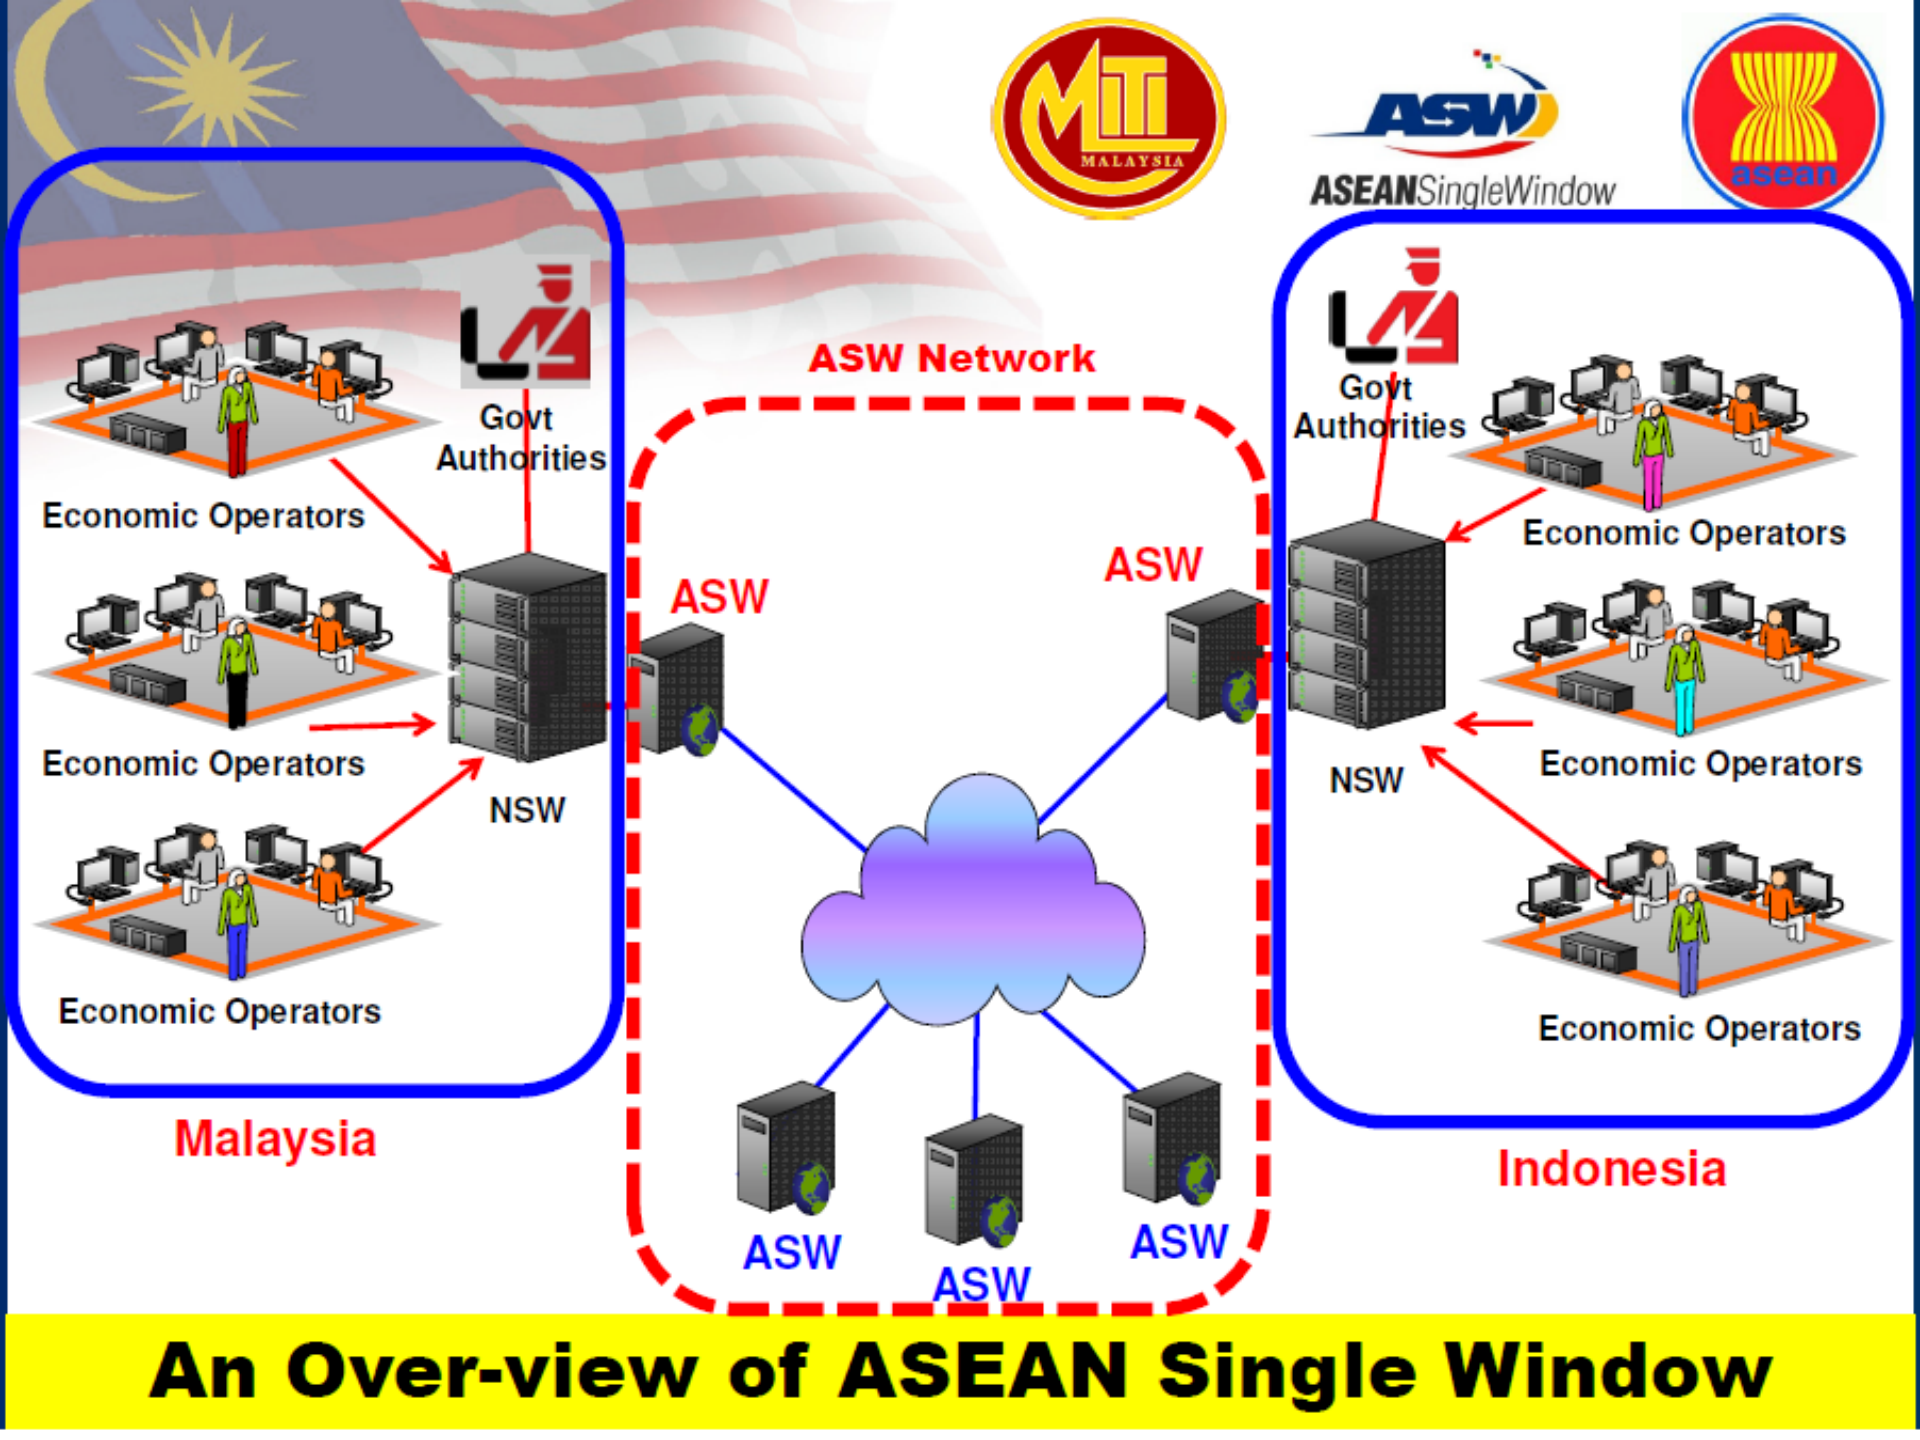 MiTi
MALAYSIA
ASW
ASEANSingleWindow
asean
Govt
Authorities
Economic Operators
Economic Operators
Economic Operators
NSW
Malaysia
ASW Network
ASW
ASW
ASW
ASW
ASW
Govt
Authorities
Economic Operators
Economic Operators
Economic Operators
NSW
Indonesia
An Over-view of ASEAN Single Window